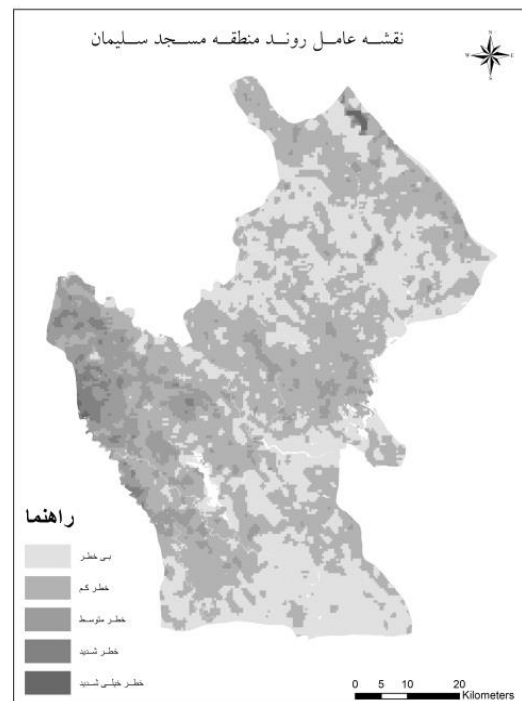 نقشه عامل روند منطقه مسجد سلیمان
N
W E
S
راهنما
بی خطر
خطر کم
خطر متوسط
خطر شدید
خطر خیلی شدید
0 5 10 20
Kilometers